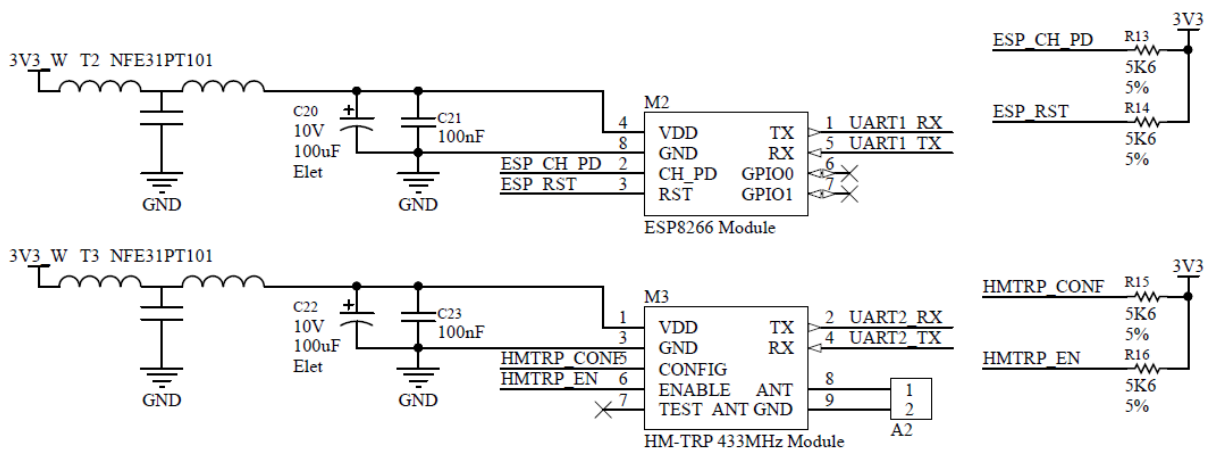 3V3_W T2 NFE31PT101
GND
C20
10V
100uF
Elet
C21
100nF
GND
M2
4 VDD TX 1 UART1_RX
8 GND RX 5 UART1_TX
ESP_CH_PD 2 CH_PD GPIO0 6
ESP_RST 3 RST GPIO1 7
ESP8266 Module
3V3
ESP_CH_PD R13
5K6
5%
ESP_RST R14
5K6
5%
3V3_W T3 NFE31PT101
GND
C22
10V
100uF
Elet
C23
100nF
GND
M3
1 VDD TX 2 UART2_RX
3 GND RX 4 UART2_TX
HMTRP_CONF 5 CONFIG
HMTRP_EN 6 ENABLE ANT 8 1
7 TEST ANT GND 9 2
A2
HM-TRP 433MHz Module
3V3
HMTRP_CONF R15
5K6
5%
HMTRP_EN R16
5K6
5%